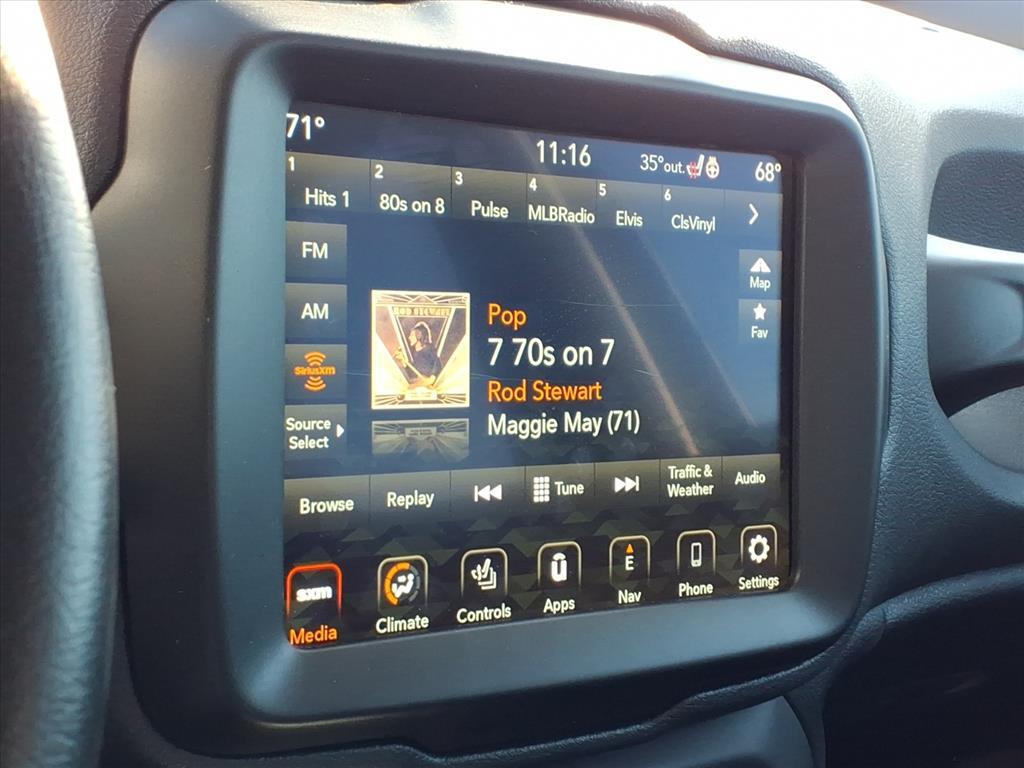 71°
11:16
35°out.
68°
1 Hits 1
2 80s on 8
3 Pulse
4 MLBRadio
5 Elvis
6 ClsVinyl
FM
AM
SiriusXm
Source
Select
Map
Fav
ROD STEWART
Pop
7 70s on 7
Rod Stewart
Maggie May (71)
Browse
Replay
Tune
Traffic &
Weather
Audio
sxm
Media
Climate
Controls
U
Apps
E
Nav
Phone
Settings